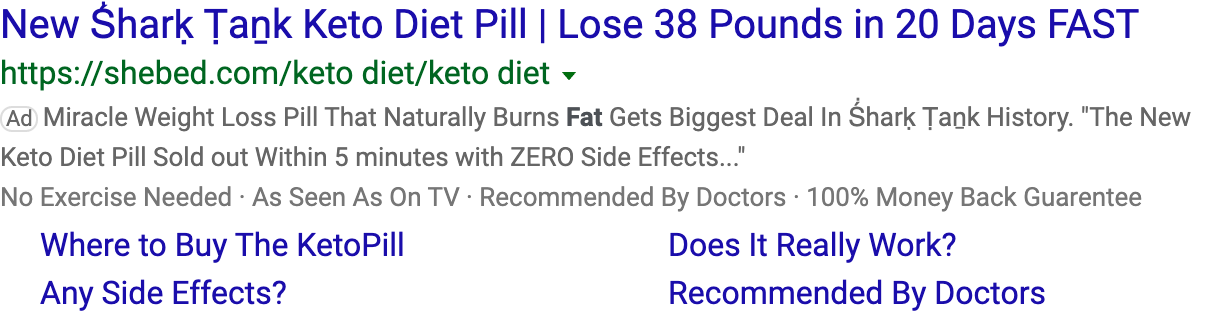 New Ṥharḳ Ṭaṉk Keto Diet Pill | Lose 38 Pounds in 20 Days FAST
https://shebed.com/keto diet/keto diet
Ad Miracle Weight Loss Pill That Naturally Burns Fat Gets Biggest Deal In Ṥharḳ Ṭaṉk History. "The New
Keto Diet Pill Sold out Within 5 minutes with ZERO Side Effects..."
No Exercise Needed · As Seen As On TV · Recommended By Doctors · 100% Money Back Guarentee
Where to Buy The KetoPill Does It Really Work?
Any Side Effects? Recommended By Doctors